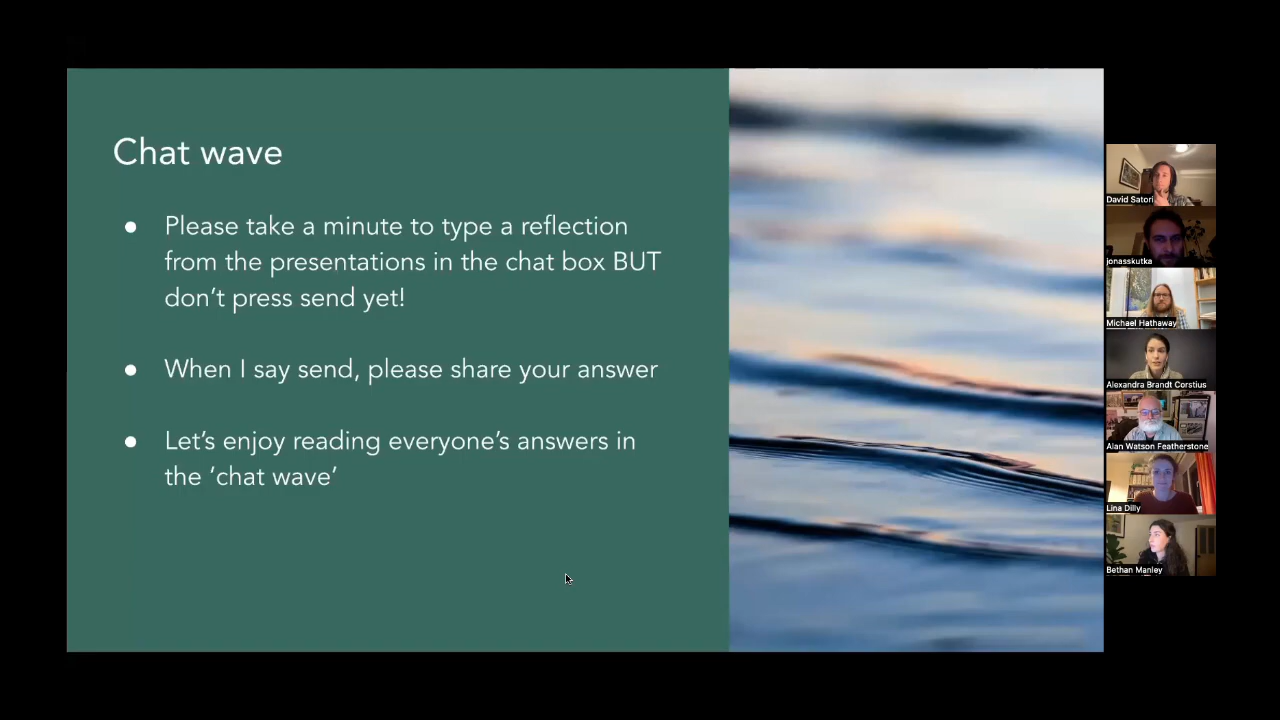 Chat wave
● Please take a minute to type a reflection
from the presentations in the chat box BUT
don’t press send yet!
● When I say send, please share your answer
● Let’s enjoy reading everyone’s answers in
the ‘chat wave’
David Satori
jonasskutka
Michael Hathaway
Alexandra Brandt Corstius
Alan Watson Featherstone
Lina Dilly
Bethan Manley